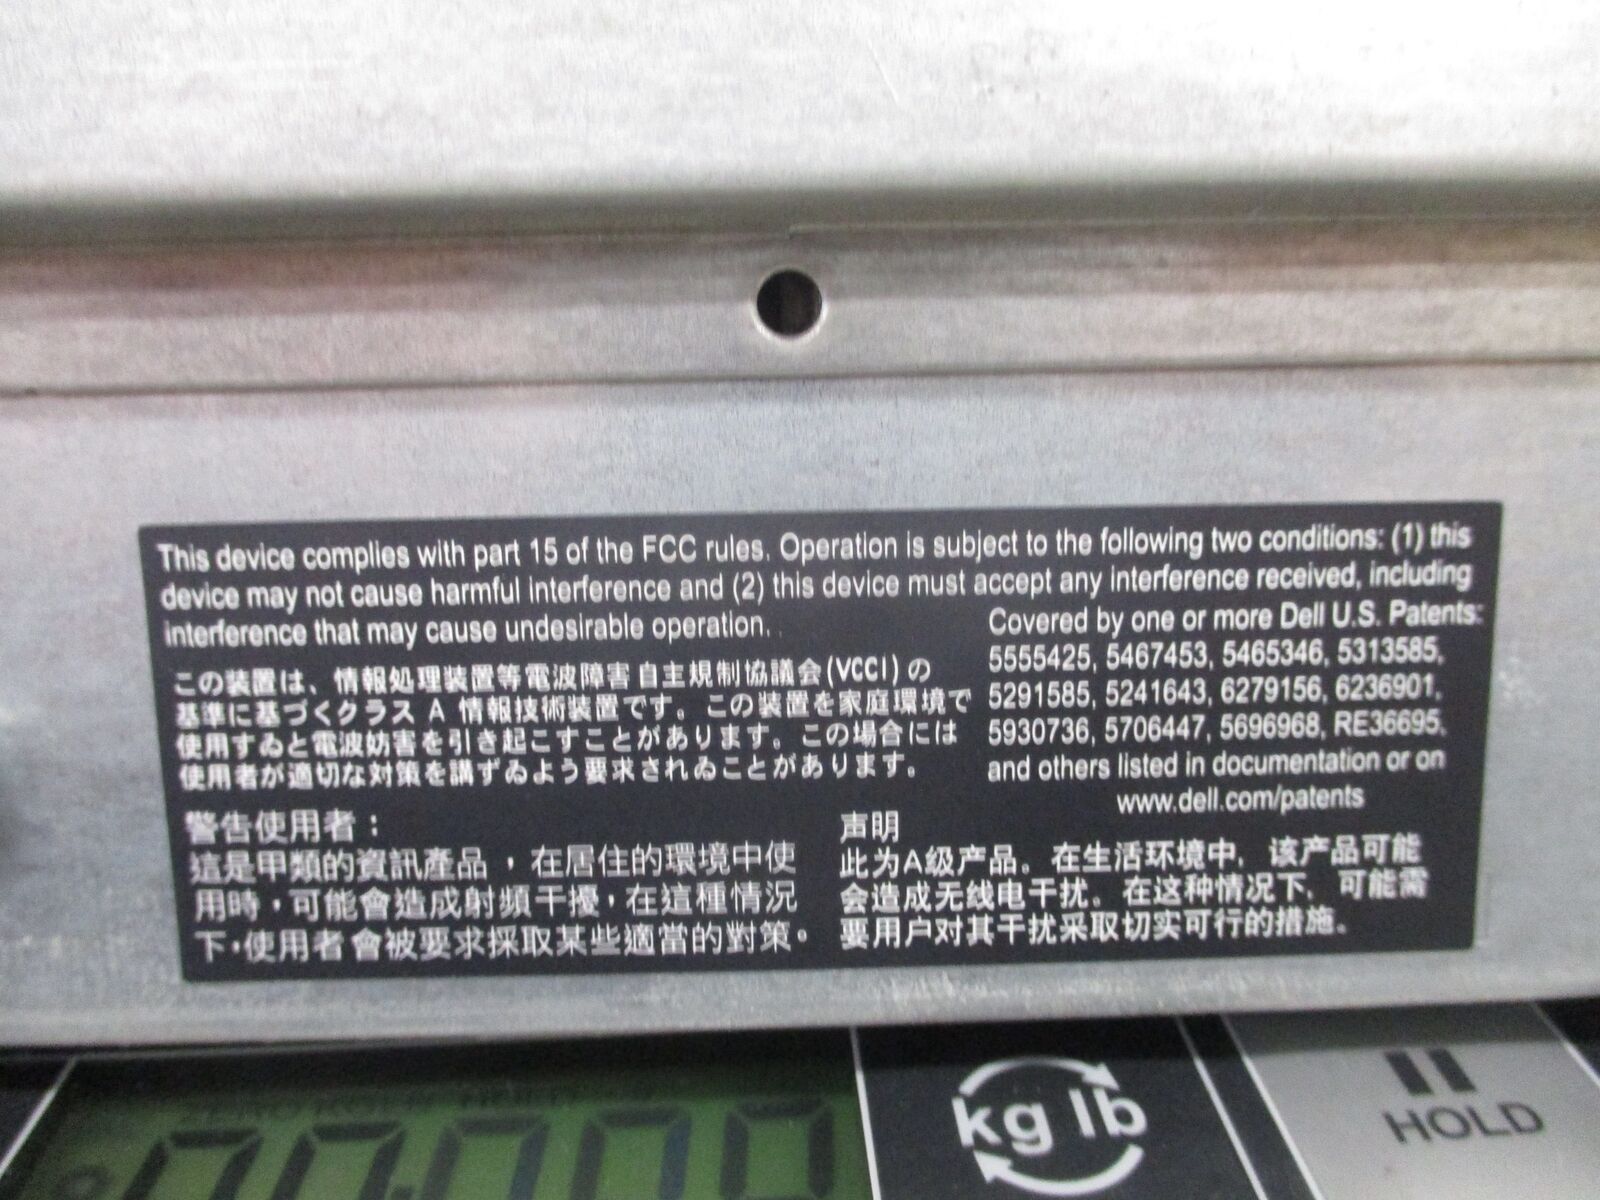 This device complies with part 15 of the FCC rules. Operation is subject to the following two conditions: (1) this
device may not cause harmful interference and (2) this device must accept any interference received, including
interference that may cause undesirable operation.
Covered by one or more Dell U.S. Patents:
5555425, 5467453, 5465346, 5313585,
5291585, 5241643, 6279156, 6236901,
5930736, 5706447, 5696968, RE36695,
and others listed in documentation or on
www.dell.com/patents
この装置は、情報処理装置等電波障害自主規制協議会(VCCI)の
基準に基づくクラス A 情報技術装置です。この装置を家庭環境で
使用すゐと電波妨害を引き起こすことがあります。この場合には
使用者が適切な対策を講ずゐよう要求されゐことがあります。
警告使用者：
這是甲類的資訊產品，在居住的環境中使
用時，可能會造成射頻干擾，在這種情況
下，使用者會被要求採取某些適當的對策。
声明
此为A级产品。在生活环境中，该产品可能
会造成无线电干扰。在这种情况下，可能需
要用户对其干扰采取切实可行的措施。
kg lb
HOLD